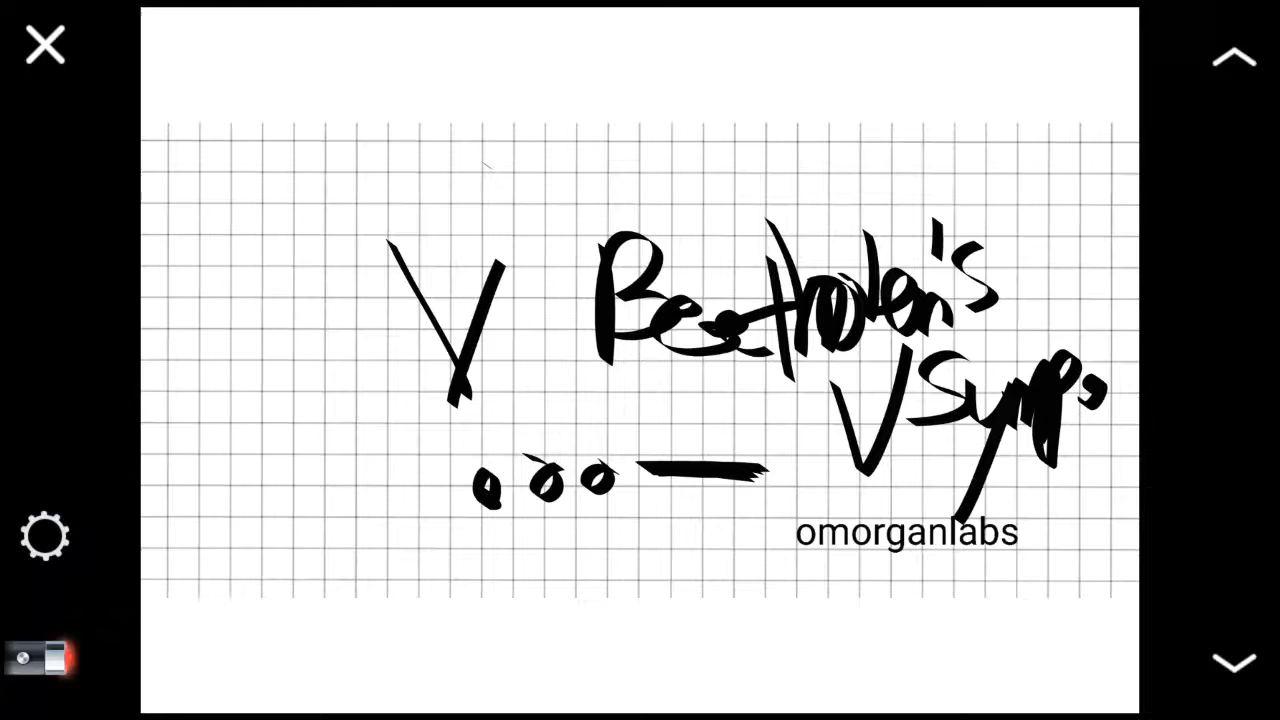 V Beethoven's
V Symp.
...—
omorganlabs